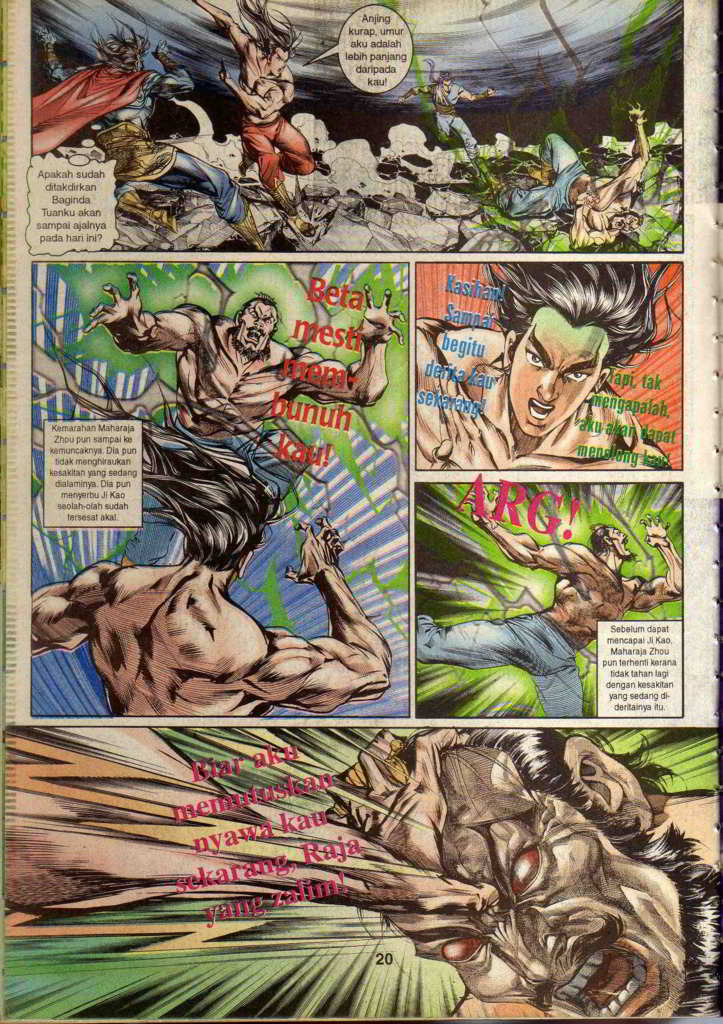 Anjing
kurap, umur
aku adalah
lebih panjang
daripada
kau!
Apakah sudah
ditakdirkan
Baginda
Tuanku akan
sampai ajalnya
pada hari ini?
Beta
mesti
mem-
bunuh
kau!
Kemarahan Maharaja
Zhou pun sampai ke
kemuncaknya. Dia pun
tidak menghiraukan
kesakitan yang sedang
dialaminya. Dia pun
menyerbu Ji Kao
seolah-olah sudah
tersesat akal.
Kasihan!
Sampai
begitu
derita kau
sekarang!
Tapi, tak
mengapalah,
aku akan dapat
menolong kau!
ARG!
Sebelum dapat
mencapai Ji Kao,
Maharaja Zhou
pun terhenti kerana
tidak tahan lagi
dengan kesakitan
yang sedang di-
deritainya itu.
Biar aku
memutuskan
nyawa kau
sekarang, Raja
yang zalim!
20